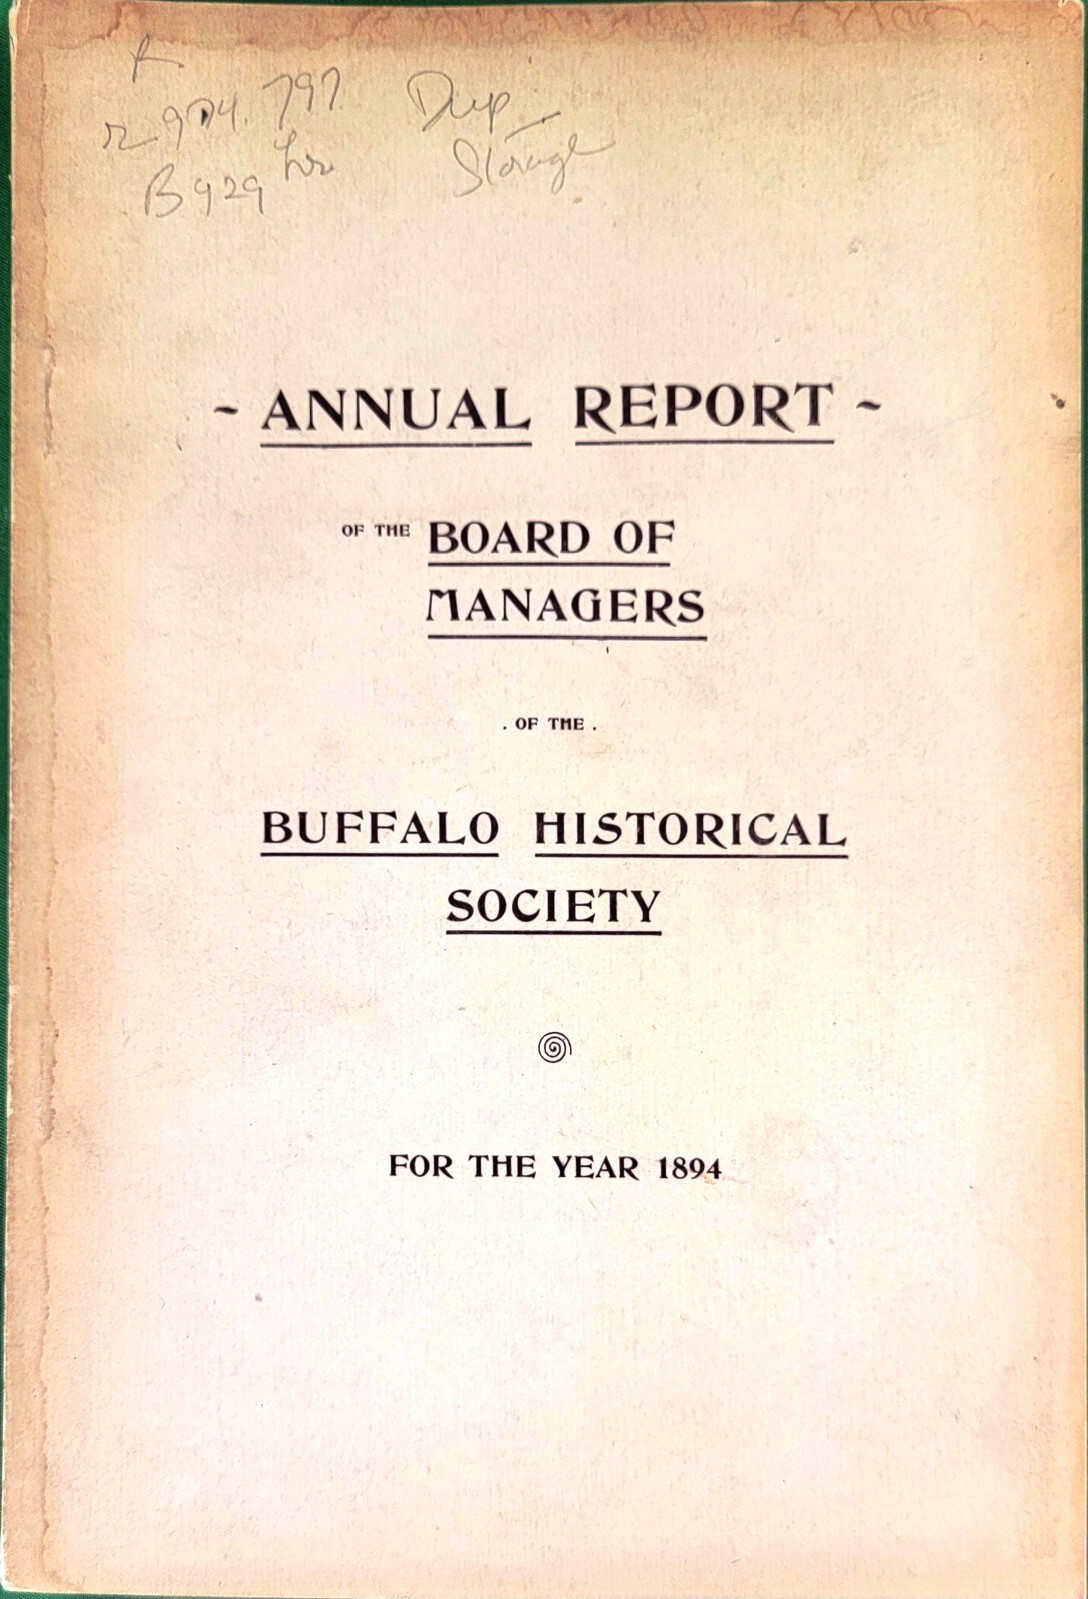 R
r 974.797 Dup
B929 hr Storage
~ ANNUAL REPORT ~
OF THE BOARD OF
MANAGERS
. OF THE .
BUFFALO HISTORICAL
SOCIETY
FOR THE YEAR 1894